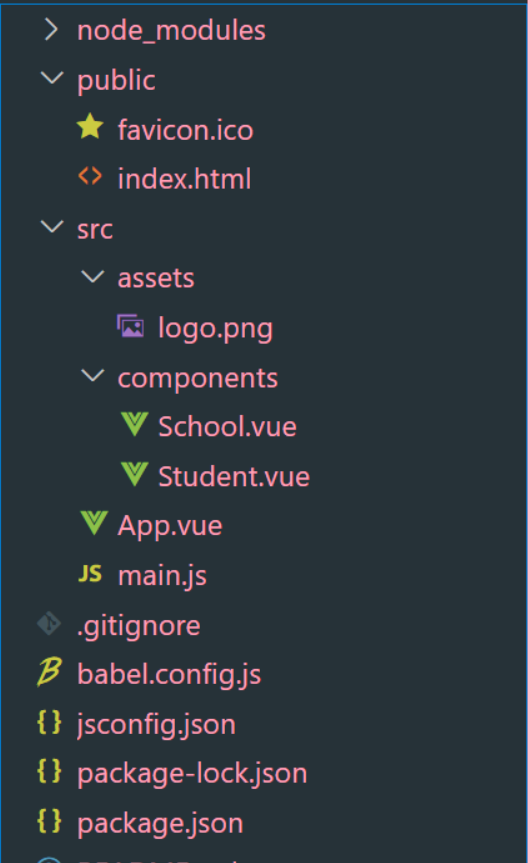 node_modules
public
favicon.ico
index.html
src
assets
logo.png
components
School.vue
Student.vue
App.vue
JS main.js
.gitignore
babel.config.js
jsconfig.json
package-lock.json
package.json